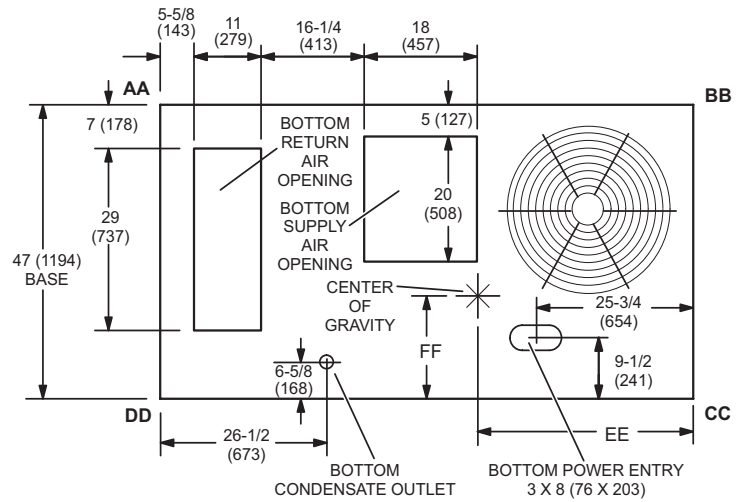 5-5/8
(143)
11
(279)
16-1/4
(413)
18
(457)
AA
BB
7 (178)
BOTTOM
RETURN
AIR
OPENING
5 (127)
29
(737)
20
(508)
BOTTOM
SUPPLY
AIR
OPENING
47 (1194)
BASE
CENTER
OF
GRAVITY
25-3/4
(654)
FF
6-5/8
(168)
9-1/2
(241)
DD
CC
26-1/2
(673)
EE
BOTTOM
CONDENSATE OUTLET
BOTTOM POWER ENTRY
3 X 8 (76 X 203)